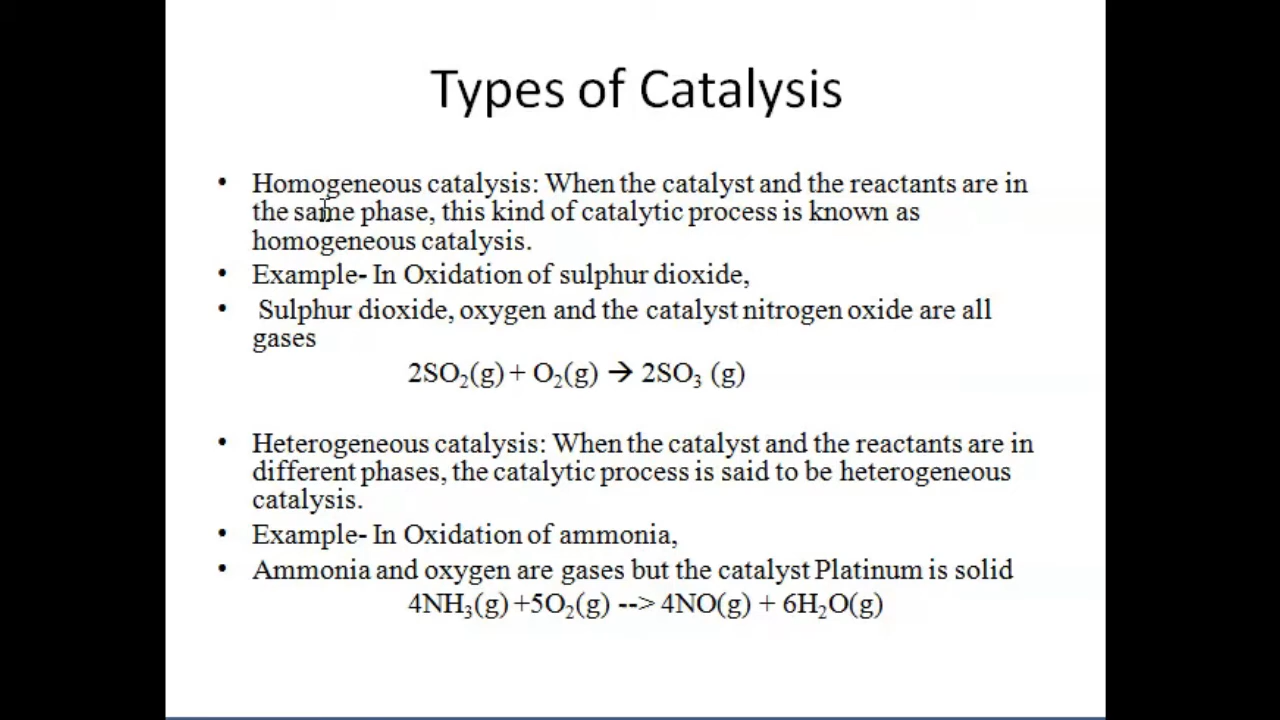 Types of Catalysis
• Homogeneous catalysis: When the catalyst and the reactants are in
the same phase, this kind of catalytic process is known as
homogeneous catalysis.
• Example- In Oxidation of sulphur dioxide,
• Sulphur dioxide, oxygen and the catalyst nitrogen oxide are all
gases
2SO₂(g) + O₂(g) → 2SO₃ (g)
• Heterogeneous catalysis: When the catalyst and the reactants are in
different phases, the catalytic process is said to be heterogeneous
catalysis.
• Example- In Oxidation of ammonia,
• Ammonia and oxygen are gases but the catalyst Platinum is solid
4NH₃(g) +5O₂(g) --> 4NO(g) + 6H₂O(g)